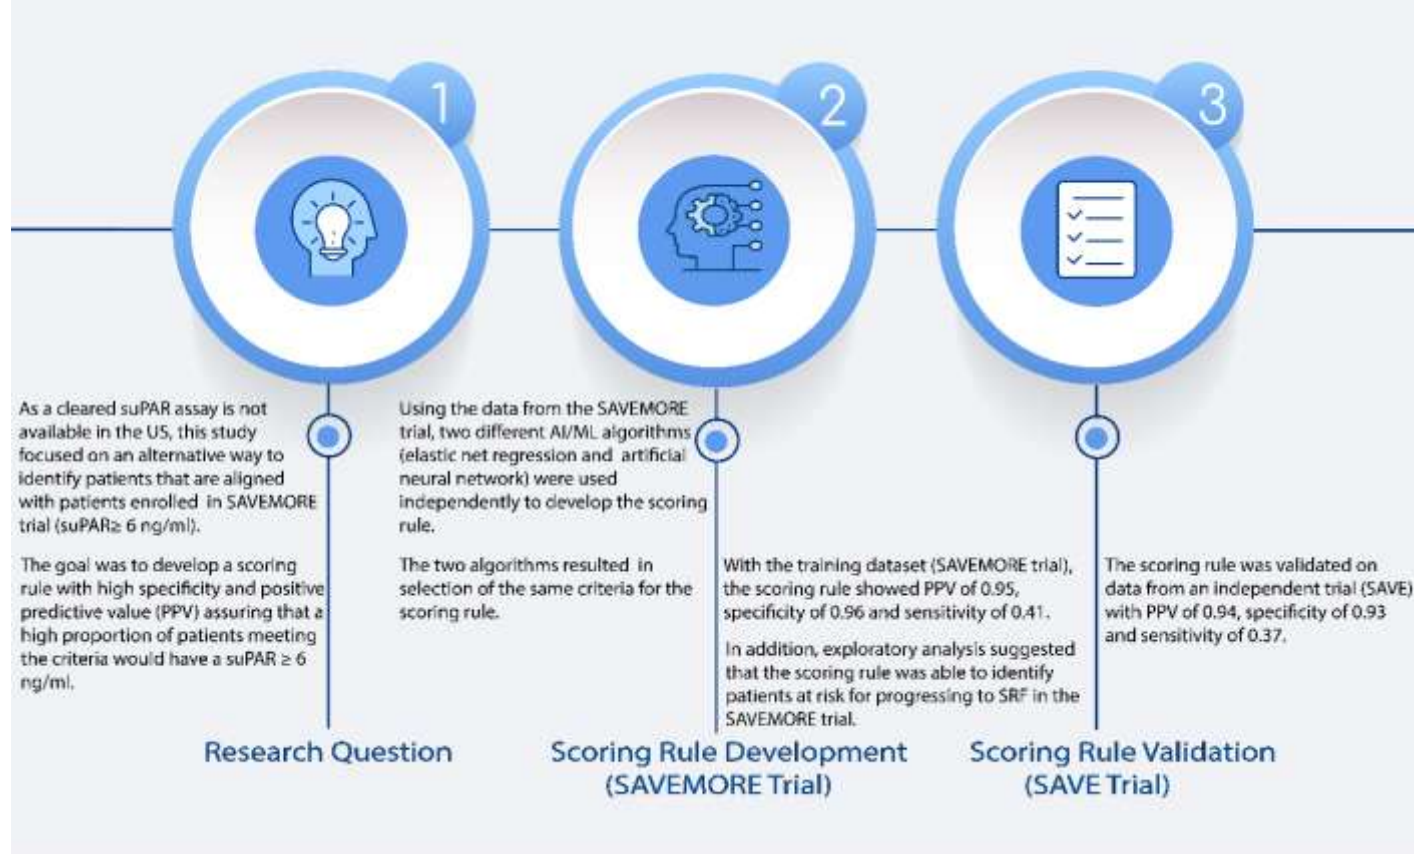 1
2
3
As a cleared suPAR assay is not
available in the US, this study
focused on an alternative way to
identify patients that are aligned
with patients enrolled in SAVEMORE
trial (suPAR≥ 6 ng/ml).
The goal was to develop a scoring
rule with high specificity and positive
predictive value (PPV) assuring that a
high proportion of patients meeting
the criteria would have a suPAR ≥ 6
ng/ml.
Research Question
Using the data from the SAVEMORE
trial, two different AI/ML algorithms
(elastic net regression and artificial
neural network) were used
independently to develop the scoring
rule.
The two algorithms resulted in
selection of the same criteria for the
scoring rule.
With the training dataset (SAVEMORE trial),
the scoring rule showed PPV of 0.95,
specificity of 0.96 and sensitivity of 0.41.
In addition, exploratory analysis suggested
that the scoring rule was able to identify
patients at risk for progressing to SRF in the
SAVEMORE trial.
Scoring Rule Development
(SAVEMORE Trial)
The scoring rule was validated on
data from an independent trial (SAVE)
with PPV of 0.94, specificity of 0.93
and sensitivity of 0.37.
Scoring Rule Validation
(SAVE Trial)